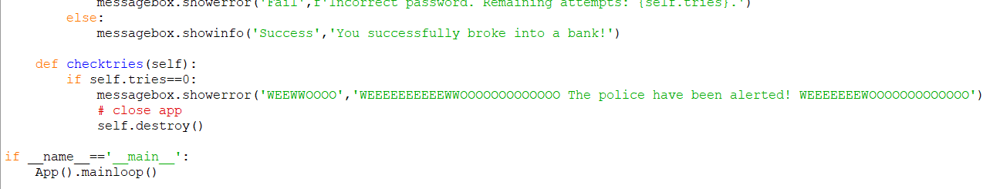 messagebox.showerror('Fail',f'Incorrect password. Remaining attempts: {self.tries}.')
else:
messagebox.showinfo('Success','You successfully broke into a bank!')
def checktries(self):
if self.tries==0:
messagebox.showerror('WEEWWOOOO','WEEEEEEEEEEWWOOOOOOOOOOOOO The police have been alerted! WEEEEEEEWOOOOOOOOOOOOO')
# close app
self.destroy()
if __name__=='__main__':
App().mainloop()